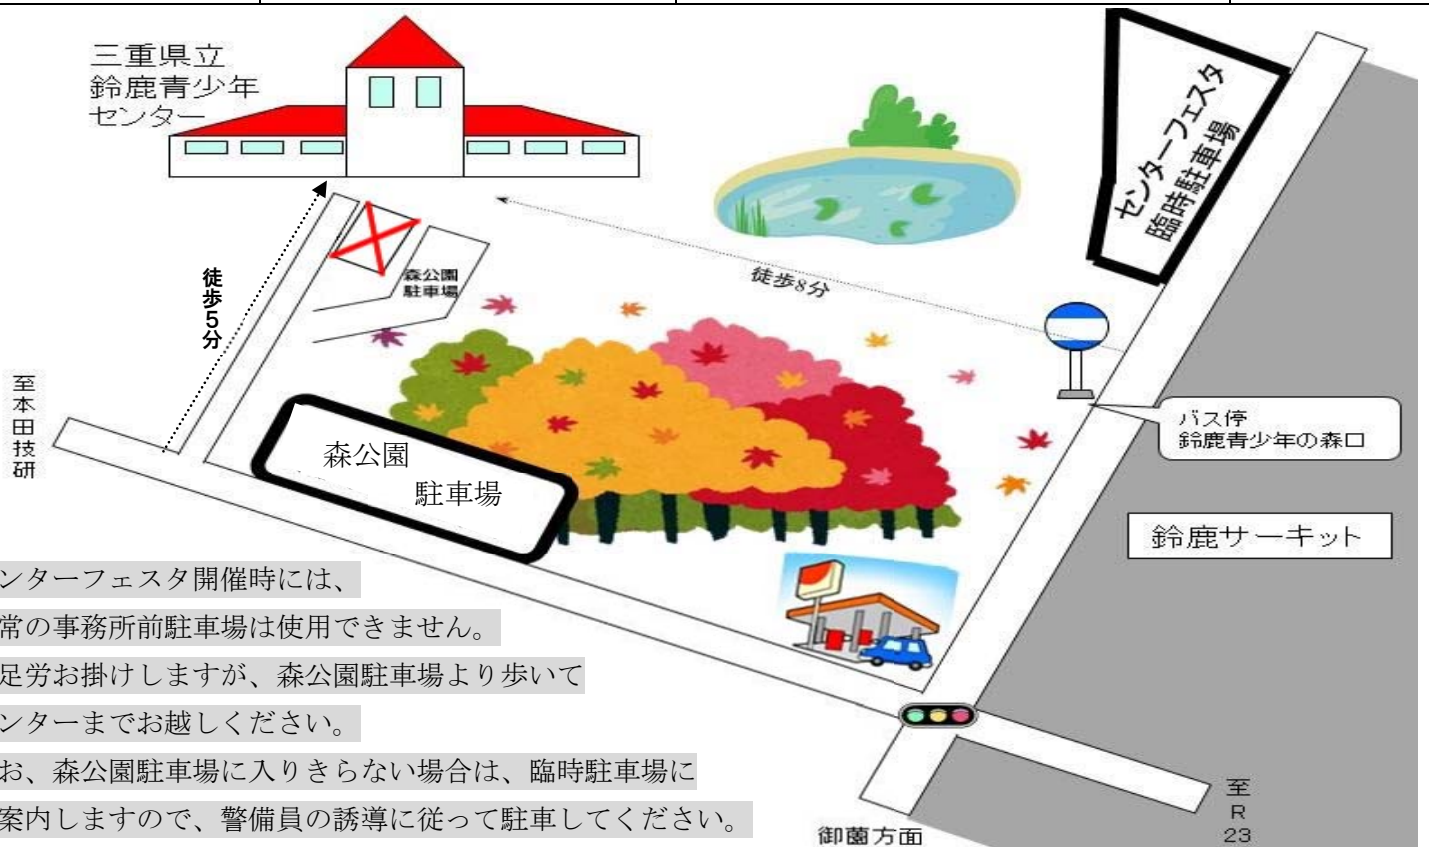 三重県立
鈴鹿青少年
センター
センターフェスタ
臨時駐車場
徒歩8分
森公園
駐車場
徒歩5分
至本田技研
バス停
鈴鹿青少年の森口
森公園
駐車場
鈴鹿サーキット
ンターフェスタ開催時には、
常の事務所前駐車場は使用できません。
足労お掛けしますが、森公園駐車場より歩いて
ンターまでお越しください。
お、森公園駐車場に入りきらない場合は、臨時駐車場に
案内しますので、警備員の誘導に従って駐車してください。
至R23
御薗方面